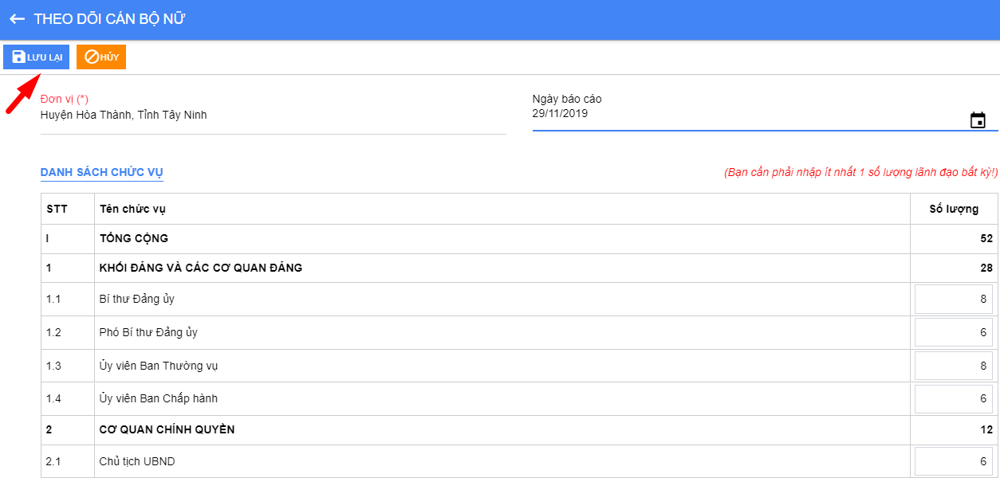 THEO DÕI CÁN BỘ NỮ
LƯU LẠI HỦY
Đơn vị (*)
Huyện Hòa Thành, Tỉnh Tây Ninh
Ngày báo cáo
29/11/2019
DANH SÁCH CHỨC VỤ
(Bạn cần phải nhập ít nhất 1 số lượng lãnh đạo bất kỳ!)
STT Tên chức vụ Số lượng
I TỔNG CỘNG 52
1 KHỐI ĐẢNG VÀ CÁC CƠ QUAN ĐẢNG 28
1.1 Bí thư Đảng ủy 8
1.2 Phó Bí thư Đảng ủy 6
1.3 Ủy viên Ban Thường vụ 8
1.4 Ủy viên Ban Chấp hành 6
2 CƠ QUAN CHÍNH QUYỀN 12
2.1 Chủ tịch UBND 6